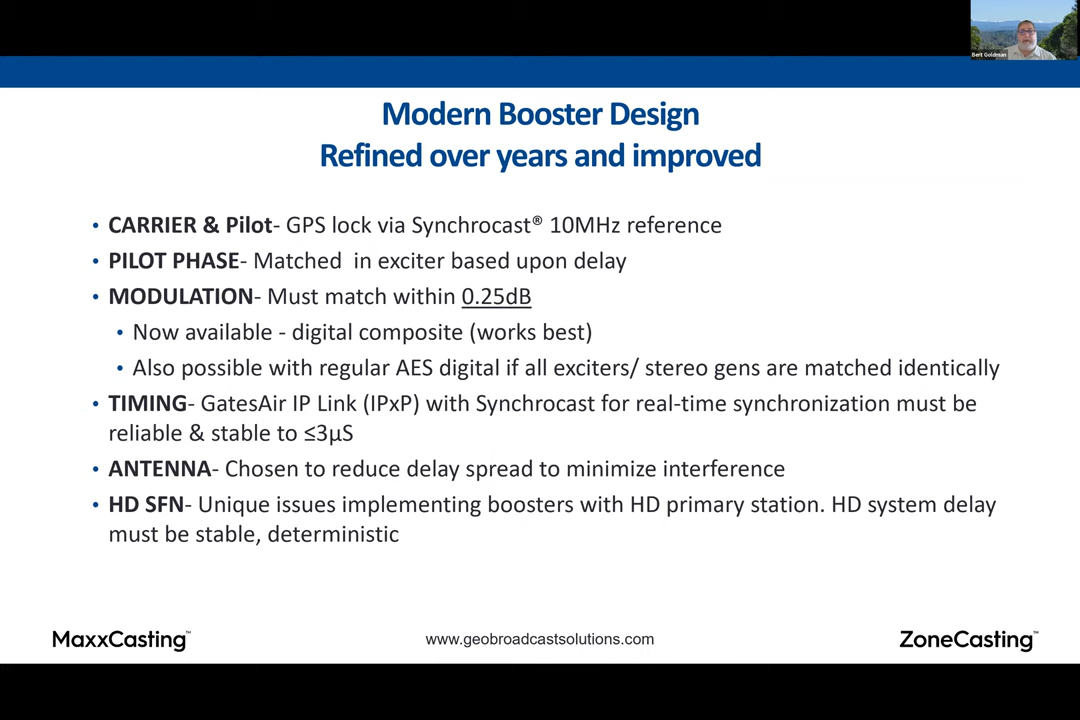 Bert Goldman
Modern Booster Design
Refined over years and improved
• CARRIER & Pilot- GPS lock via Synchrocast® 10MHz reference
• PILOT PHASE- Matched in exciter based upon delay
• MODULATION- Must match within 0.25dB
• Now available - digital composite (works best)
• Also possible with regular AES digital if all exciters/ stereo gens are matched identically
• TIMING- GatesAir IP Link (IPxP) with Synchrocast for real-time synchronization must be
reliable & stable to ≤3µS
• ANTENNA- Chosen to reduce delay spread to minimize interference
• HD SFN- Unique issues implementing boosters with HD primary station. HD system delay
must be stable, deterministic
MaxxCasting™
www.geobroadcastsolutions.com
ZoneCasting™